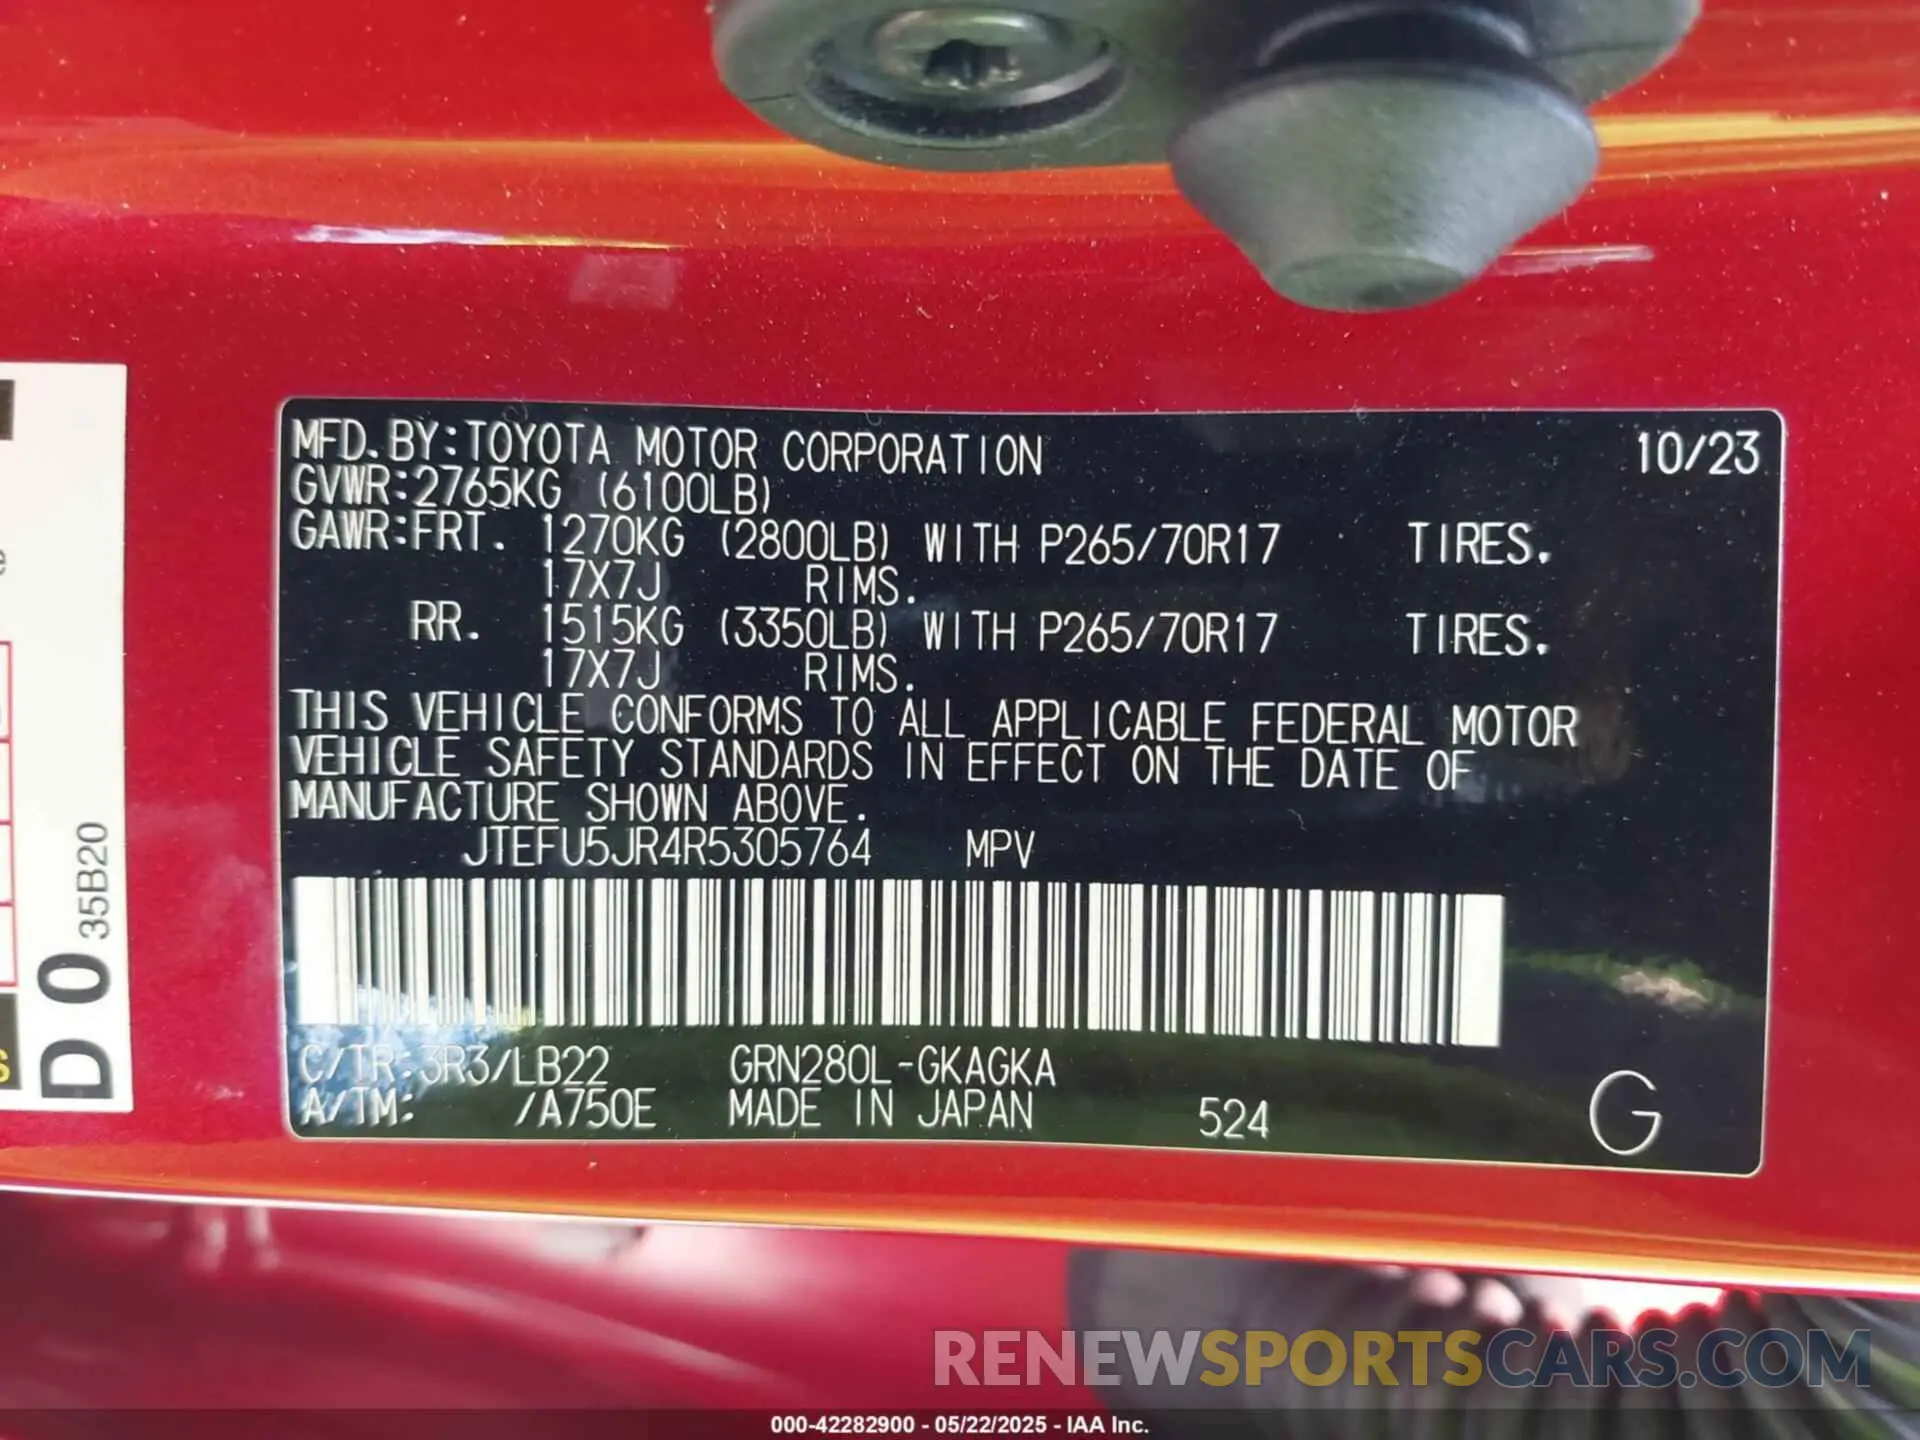 MFD.BY:TOYOTA MOTOR CORPORATION 10/23
GVWR:2765KG (6100LB)
GAWR:FRT. 1270KG (2800LB) WITH P265/70R17 TIRES.
17X7J RIMS.
RR. 1515KG (3350LB) WITH P265/70R17 TIRES.
17X7J RIMS.
THIS VEHICLE CONFORMS TO ALL APPLICABLE FEDERAL MOTOR
VEHICLE SAFETY STANDARDS IN EFFECT ON THE DATE OF
MANUFACTURE SHOWN ABOVE.
JTEFU5JR4R5305764 MPV
C/TR:3R3/LB22 GRN280L-GKAGKA
A/TM: /A750E MADE IN JAPAN 524 G
D 0 35B20
RENEWSPORTSCARS.COM
000-42282900 - 05/22/2025 - IAA Inc.